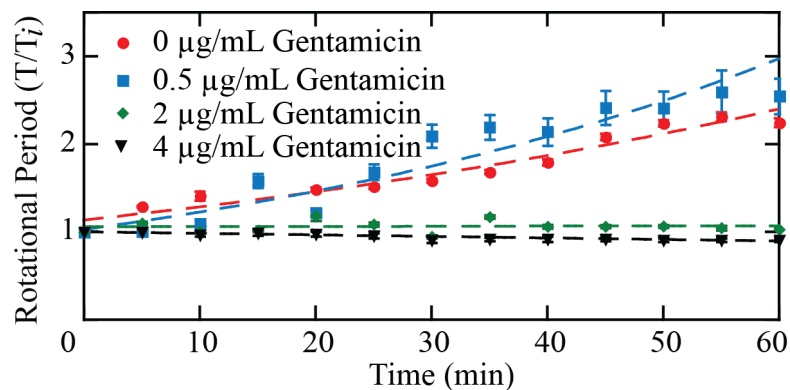 Rotational Period (T/Tᵢ)
3
2
1
0 µg/mL Gentamicin
0.5 µg/mL Gentamicin
2 µg/mL Gentamicin
4 µg/mL Gentamicin
0 10 20 30 40 50 60
Time (min)